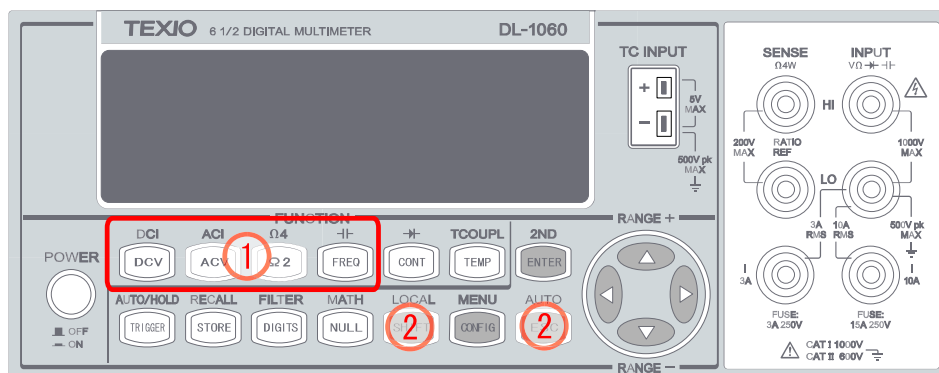 TEXIO 6 1/2 DIGITAL MULTIMETER DL-1060
TC INPUT
+
−
5V
MAX
500V pk
MAX
SENSE
Ω4W
INPUT
VΩ
HI
200V
MAX
RATIO
REF
1000V
MAX
LO
3A
RMS
10A
RMS
500V pk
MAX
I
3A
I
10A
FUSE:
3A 250V
FUSE:
15A 250V
CAT I 1000V
CAT II 600V
FUNCTION
DCI ACI Ω4 TCOUPL 2ND
DCV ACV Ω2 FREQ CONT TEMP ENTER
1
POWER
OFF
ON
AUTO/HOLD RECALL FILTER MATH LOCAL MENU AUTO
TRIGGER STORE DIGITS NULL SHIFT CONFIG ESC
2 2
RANGE +
RANGE −